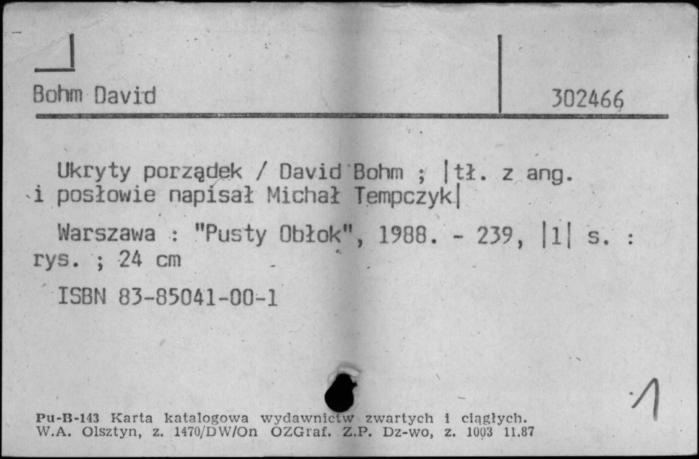 Bohm David
302466
Ukryty porządek / David Bohm ; |tł. z ang.
i posłowie napisał Michał Tempczyk|
Warszawa : "Pusty Obłok", 1988. - 239, |1| s. :
rys. ; 24 cm
ISBN 83-85041-00-1
1
Pu-B-143 Karta katalogowa wydawnictw zwartych i ciągłych.
W.A. Olsztyn, z. 1470/DW/On OZGraf. Z.P. Dz-wo, z. 1003 11.87